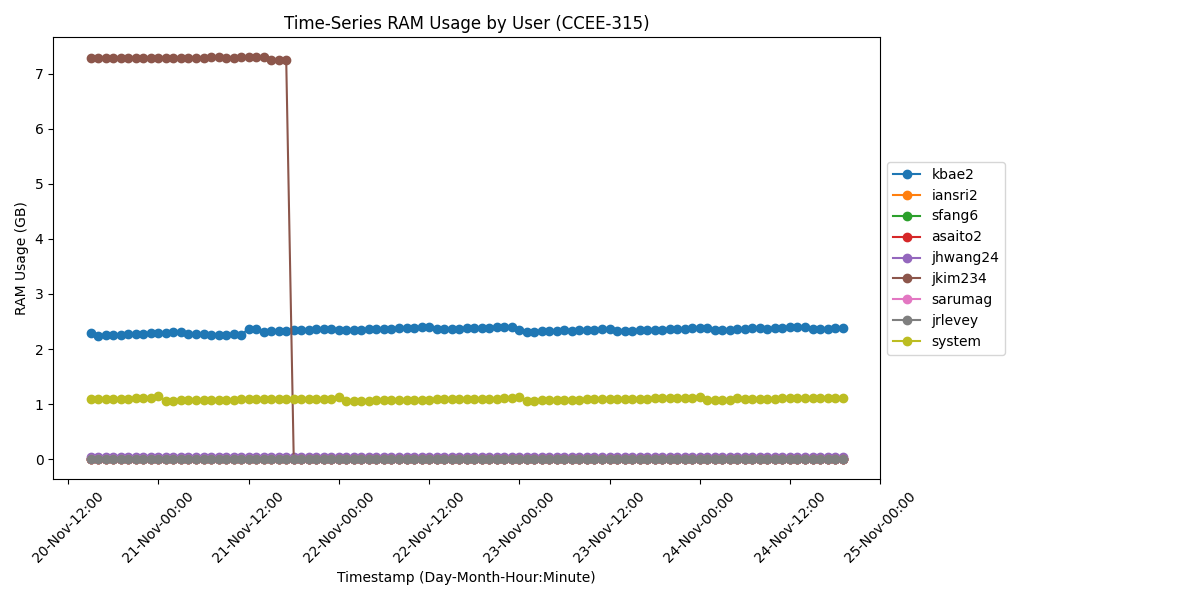 Time-Series RAM Usage by User (CCEE-315)
RAM Usage (GB)
7
6
5
4
3
2
1
0
20-Nov-12:00
21-Nov-00:00
21-Nov-12:00
22-Nov-00:00
22-Nov-12:00
23-Nov-00:00
23-Nov-12:00
24-Nov-00:00
24-Nov-12:00
25-Nov-00:00
Timestamp (Day-Month-Hour:Minute)
kbae2
iansri2
sfang6
asaito2
jhwang24
jkim234
sarumag
jrlevey
system